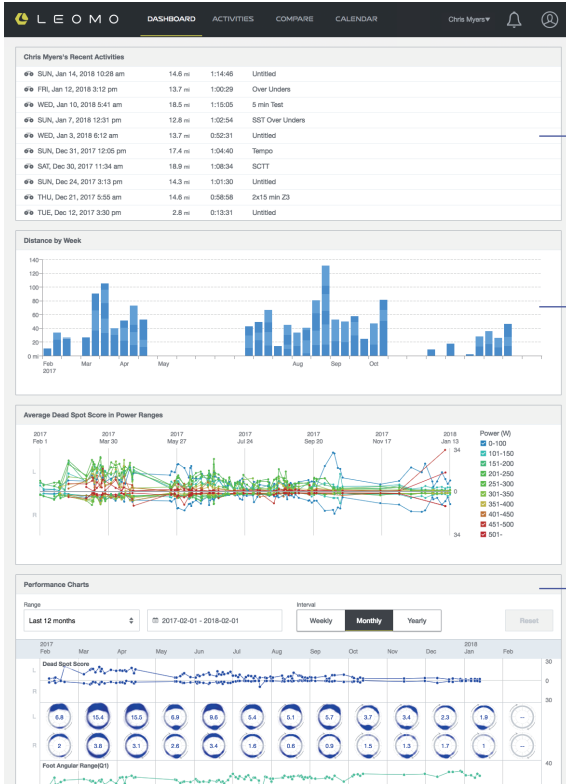 LEOMO DASHBOARD ACTIVITIES COMPARE CALENDAR Chris Myers▼
Chris Myers's Recent Activities
SUN, Jan 14, 2018 10:28 am 14.6 mi 1:14:46 Untitled
FRI, Jan 12, 2018 3:12 pm 13.7 mi 1:00:29 Over Unders
WED, Jan 10, 2018 5:41 am 18.5 mi 1:15:05 5 min Test
SUN, Jan 7, 2018 12:31 pm 12.8 mi 1:02:54 SST Over Unders
WED, Jan 3, 2018 6:12 am 13.7 mi 0:52:31 Untitled
SUN, Dec 31, 2017 12:05 pm 17.4 mi 1:04:40 Tempo
SAT, Dec 30, 2017 11:34 am 18.9 mi 1:08:34 SCTT
SUN, Dec 24, 2017 3:13 pm 14.3 mi 1:01:30 Untitled
THU, Dec 21, 2017 5:55 am 14.6 mi 0:58:58 2x15 min Z3
TUE, Dec 12, 2017 3:30 pm 2.8 mi 0:13:31 Untitled
Distance by Week
140
120
100
80
60
40
20
0 mi
Feb Mar Apr May Aug Sep Oct
2017
Average Dead Spot Score in Power Ranges
2017 2017 2017 2017 2017 2017 2018 Power (W)
Feb 1 Mar 30 May 27 Jul 24 Sep 20 Nov 17 Jan 13
34
0-100
101-150
L 151-200
201-250
0 251-300
301-350
R 351-400
401-450
451-500
34 501-
Performance Charts
Range Interval
Last 12 months 2017-02-01 - 2018-02-01 Weekly Monthly Yearly Reset
2017 2018
Feb Mar Apr May Jun Jul Aug Sep Oct Nov Dec Jan Feb
Dead Spot Score 30
L
0
R
30
L 6.8 15.4 15.5 6.9 9.6 5.4 5.1 5.7 3.7 3.4 2.3 1.9 --
R 2 3.8 3.1 2.6 3.4 1.6 0.6 0.9 1.5 1.3 1.7 1 --
Foot Angular Range(Q1) 40
L